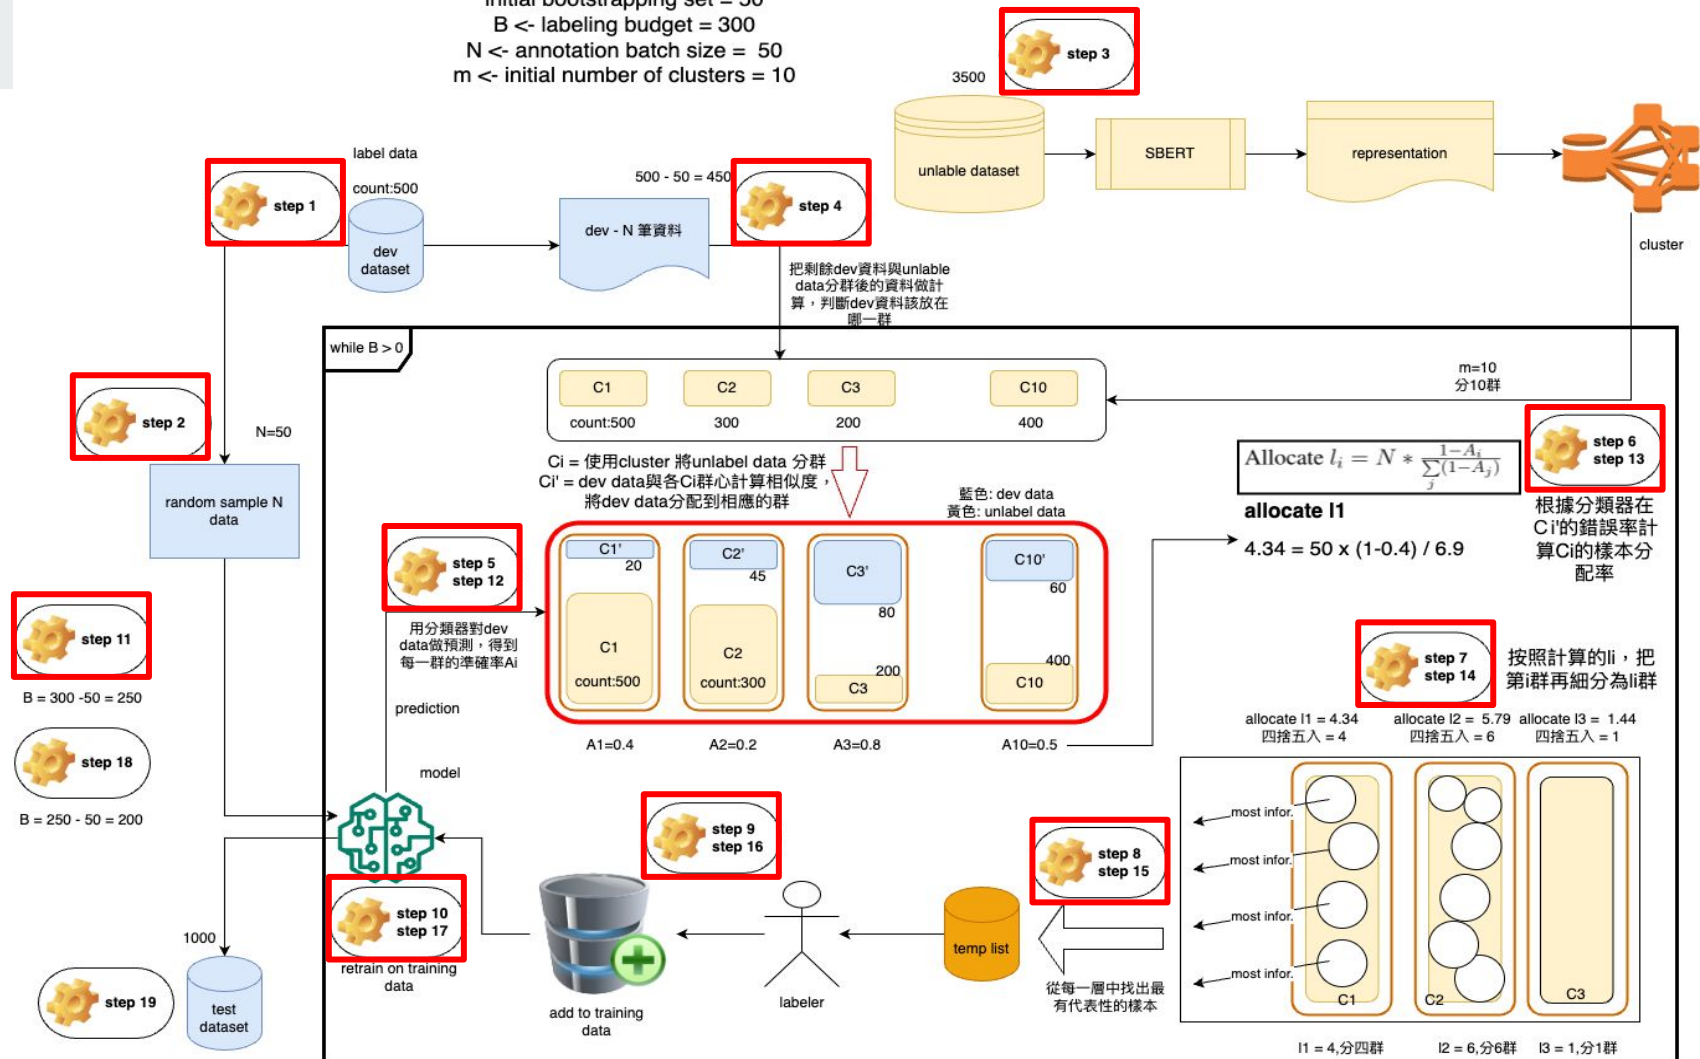 initial bootstrapping set = 50
B <- labeling budget = 300
N <- annotation batch size = 50
m <- initial number of clusters = 10
step 3
3500
unlable dataset
SBERT
representation
cluster
label data
count:500
step 1
dev
dataset
500 - 50 = 450
dev - N 筆資料
step 4
把剩餘dev資料與unlable
data分群後的資料做計
算，判斷dev資料該放在
哪一群
while B > 0
m=10
分10群
C1
C2
C3
C10
count:500
300
200
400
step 2
N=50
random sample N
data
Ci = 使用cluster 將unlabel data 分群
Ci' = dev data與各Ci群心計算相似度，
將dev data分配到相應的群
藍色: dev data
黃色: unlabel data
Allocate l_i = N * (1-A_i)/∑_j(1-A_j)
allocate l1
4.34 = 50 x (1-0.4) / 6.9
step 6
step 13
根據分類器在
C i'的錯誤率計
算Ci的樣本分
配率
step 5
step 12
用分類器對dev
data做預測，得到
每一群的準確率Ai
C1'
20
C1
count:500
C2'
45
C2
count:300
C3'
80
200
C3
C10'
60
400
C10
A1=0.4
A2=0.2
A3=0.8
A10=0.5
step 11
B = 300 -50 = 250
step 18
B = 250 - 50 = 200
prediction
model
step 7
step 14
按照計算的li，把
第i群再細分為li群
allocate l1 = 4.34
四捨五入 = 4
allocate l2 = 5.79
四捨五入 = 6
allocate l3 = 1.44
四捨五入 = 1
most infor.
most infor.
most infor.
most infor.
C1
C2
C3
l1 = 4,分四群
l2 = 6,分6群
l3 = 1,分1群
step 8
step 15
從每一層中找出最
有代表性的樣本
temp list
labeler
step 9
step 16
add to training
data
step 10
step 17
retrain on training
data
1000
test
dataset
step 19